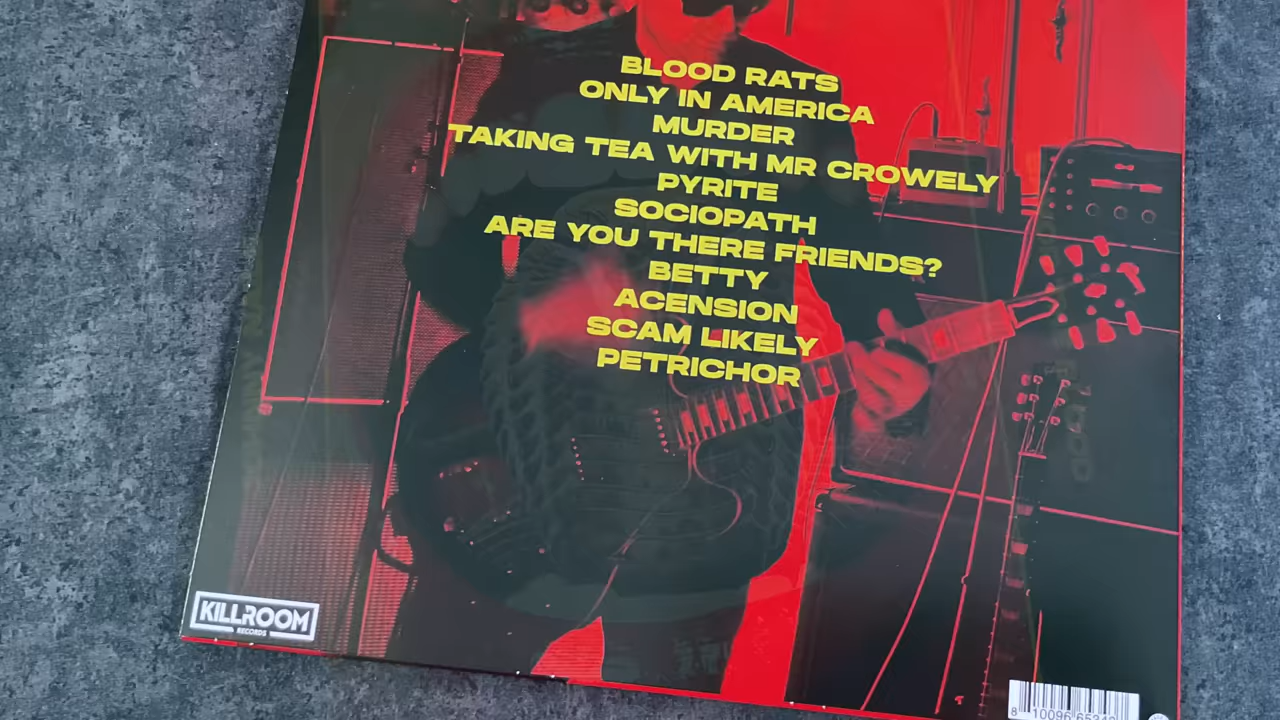 BLOOD RATS
ONLY IN AMERICA
MURDER
TAKING TEA WITH MR CROWELY
PYRITE
SOCIOPATH
ARE YOU THERE FRIENDS?
BETTY
ACENSION
SCAM LIKELY
PETRICHOR
KILLROOM
RECORDS